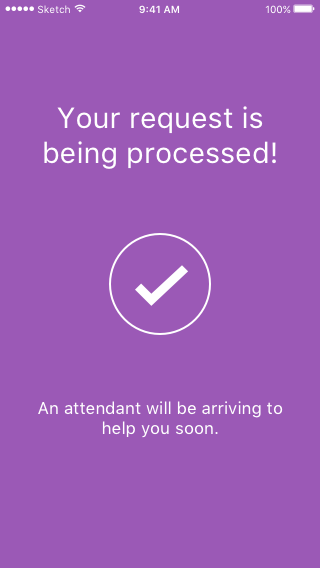 Sketch 9:41 AM 100%
Your request is
being processed!
An attendant will be arriving to
help you soon.